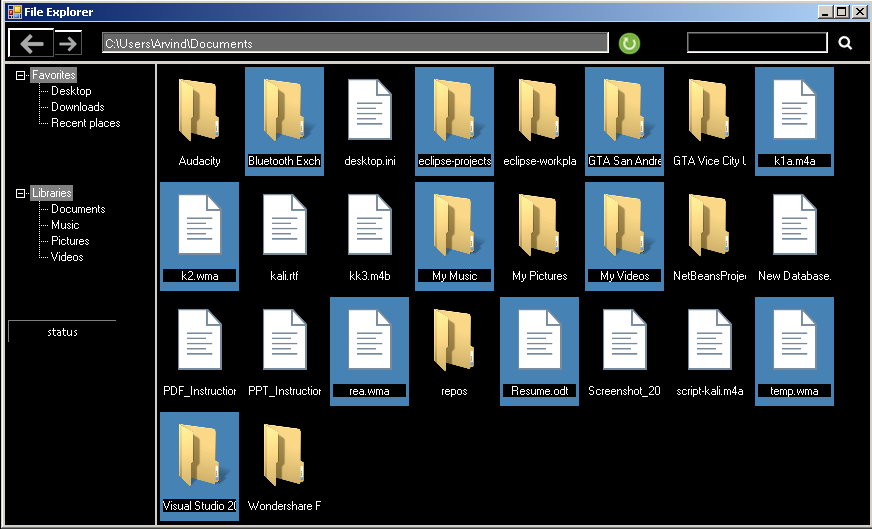 File Explorer
C:\Users\Arvind\Documents
Favorites
Desktop
Downloads
Recent places
Libraries
Documents
Music
Pictures
Videos
status
Audacity
Bluetooth Exch
desktop.ini
eclipse-projects
eclipse-workpla
GTA San Andre
GTA Vice City U
k1a.m4a
k2.wma
kali.rtf
kk3.m4b
My Music
My Pictures
My Videos
NetBeansProje
New Database.
PDF_Instruction
PPT_Instruction
rea.wma
repos
Resume.odt
Screenshot_20
script-kali.m4a
temp.wma
Visual Studio 20
Wondershare F